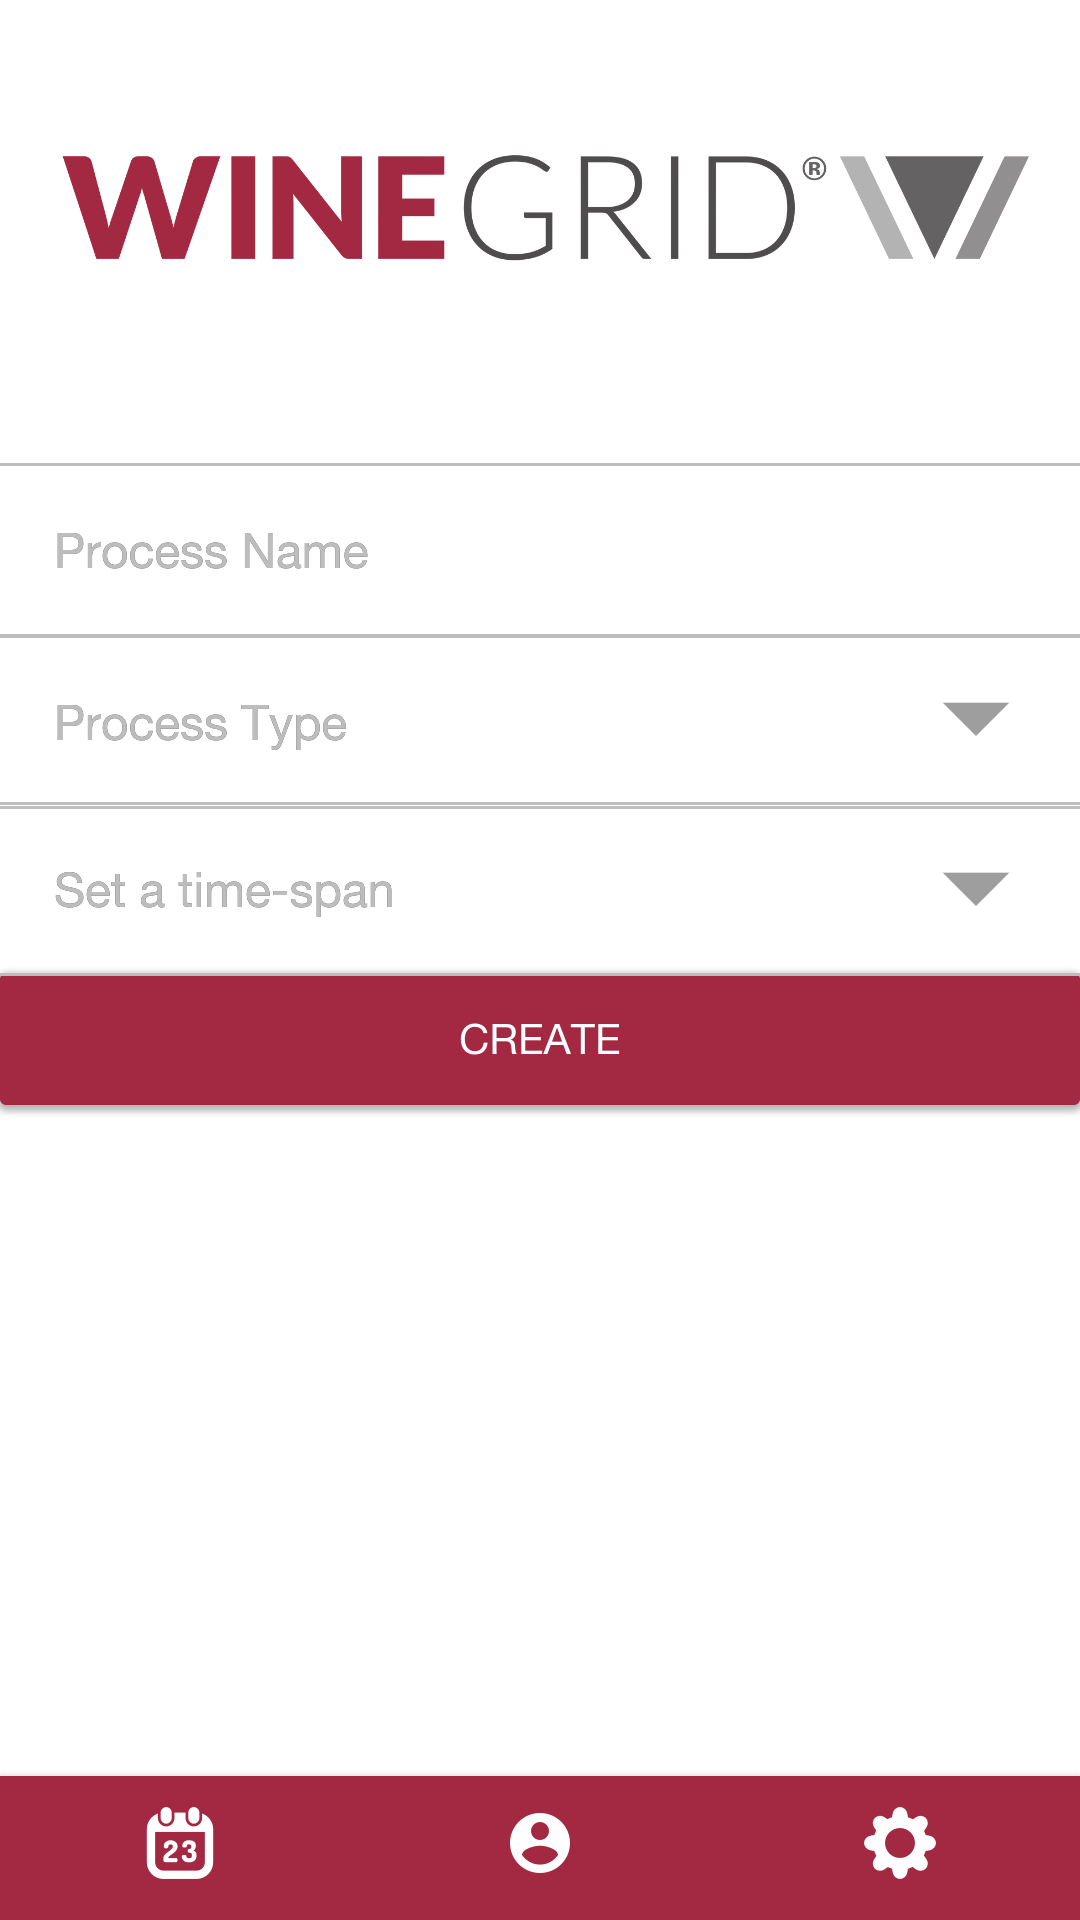 WINEGRID®
Process Name
Process Type
Set a time-span
CREATE
23